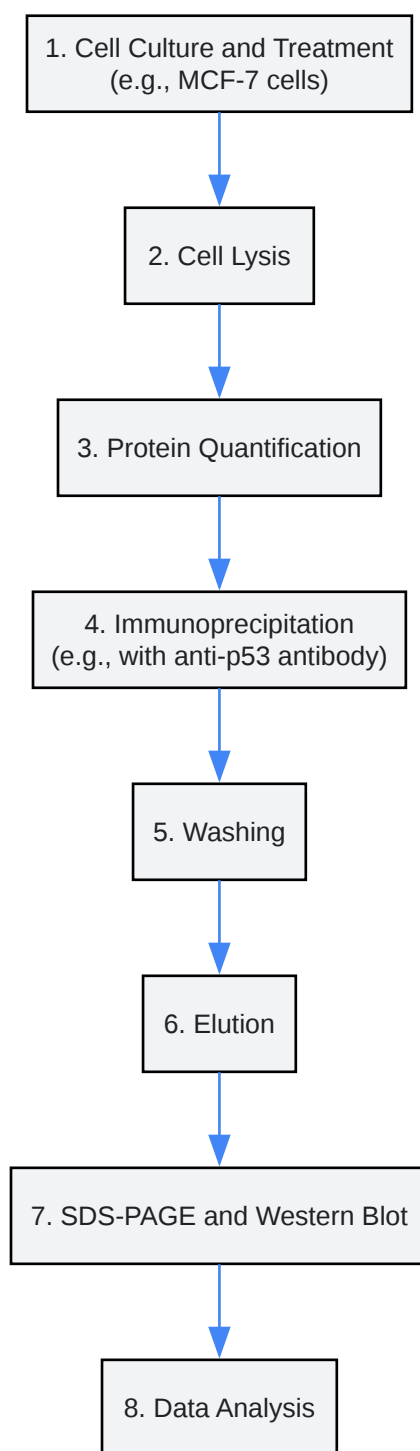 1. Cell Culture and Treatment
(e.g., MCF-7 cells)
2. Cell Lysis
3. Protein Quantification
4. Immunoprecipitation
(e.g., with anti-p53 antibody)
5. Washing
6. Elution
7. SDS-PAGE and Western Blot
8. Data Analysis